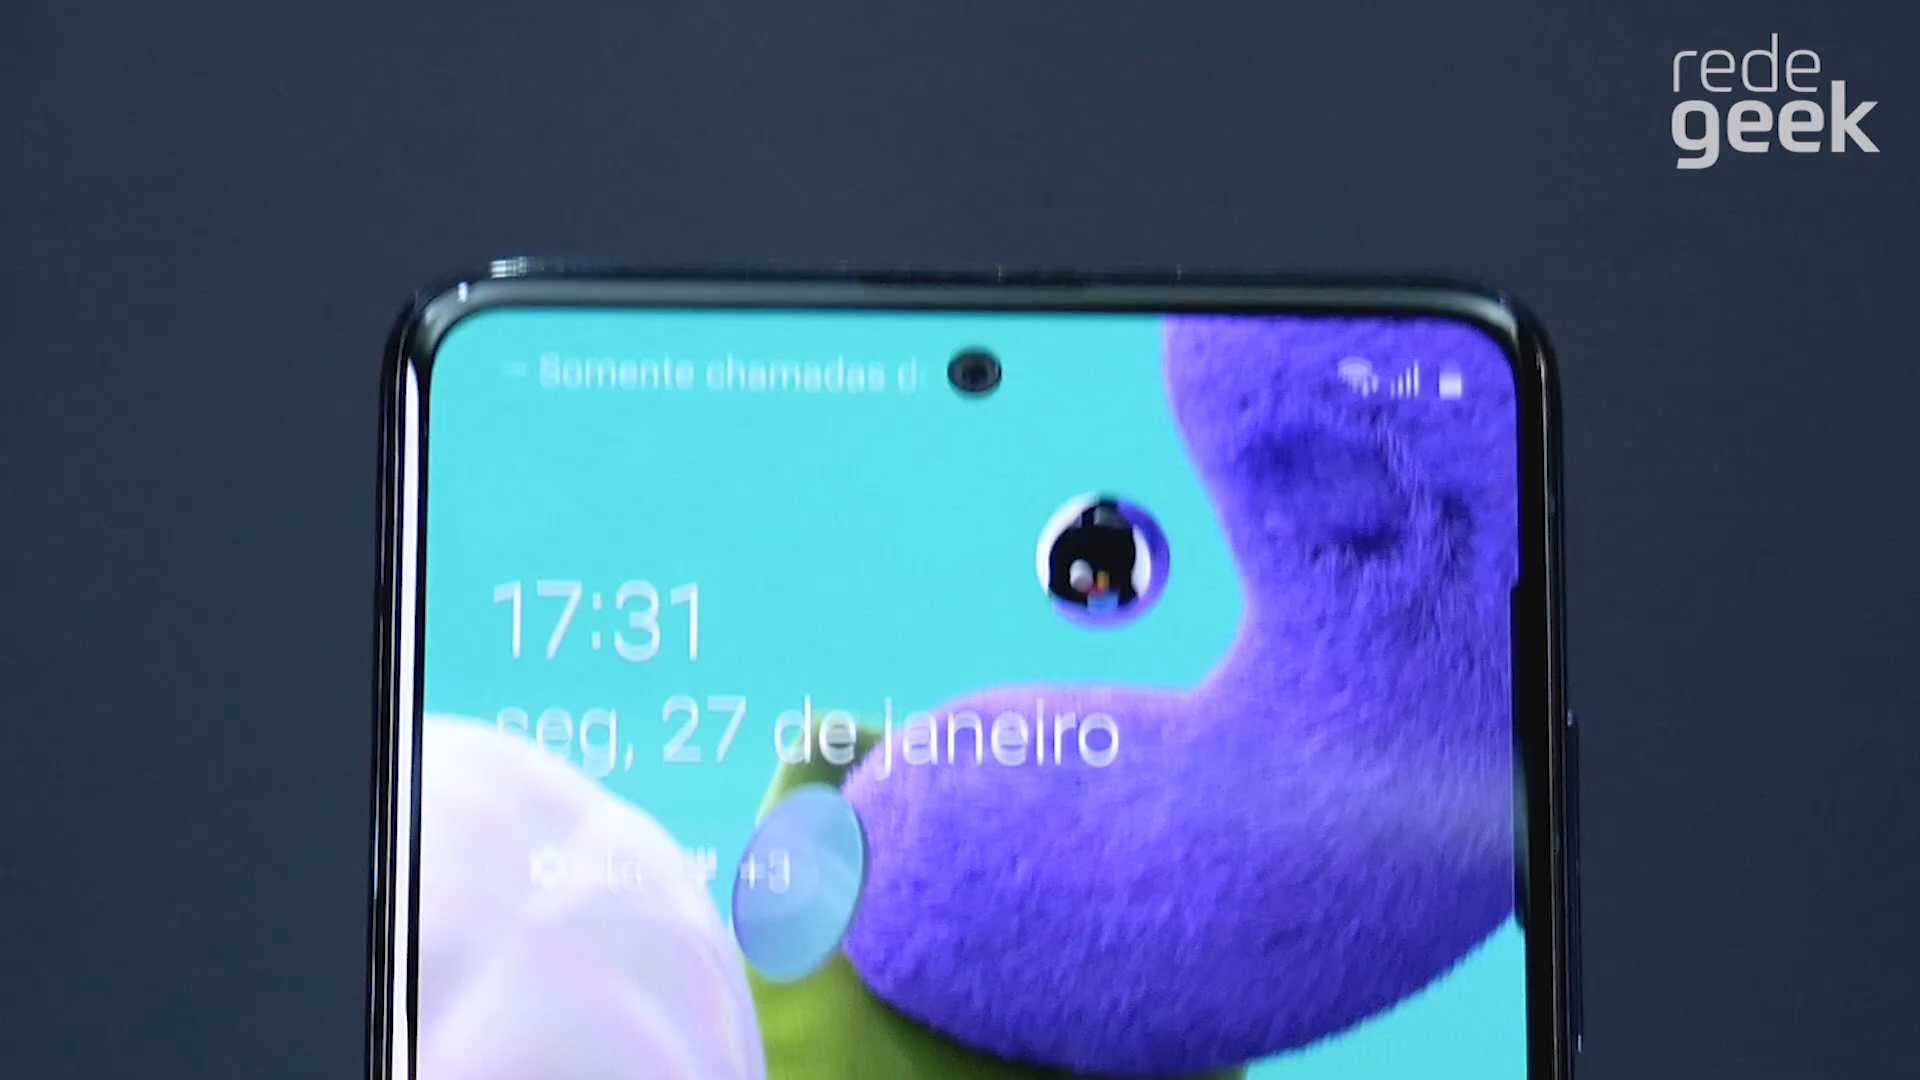 rede
geek
Somente chamadas d
17:31
seg, 27 de janeiro
+3